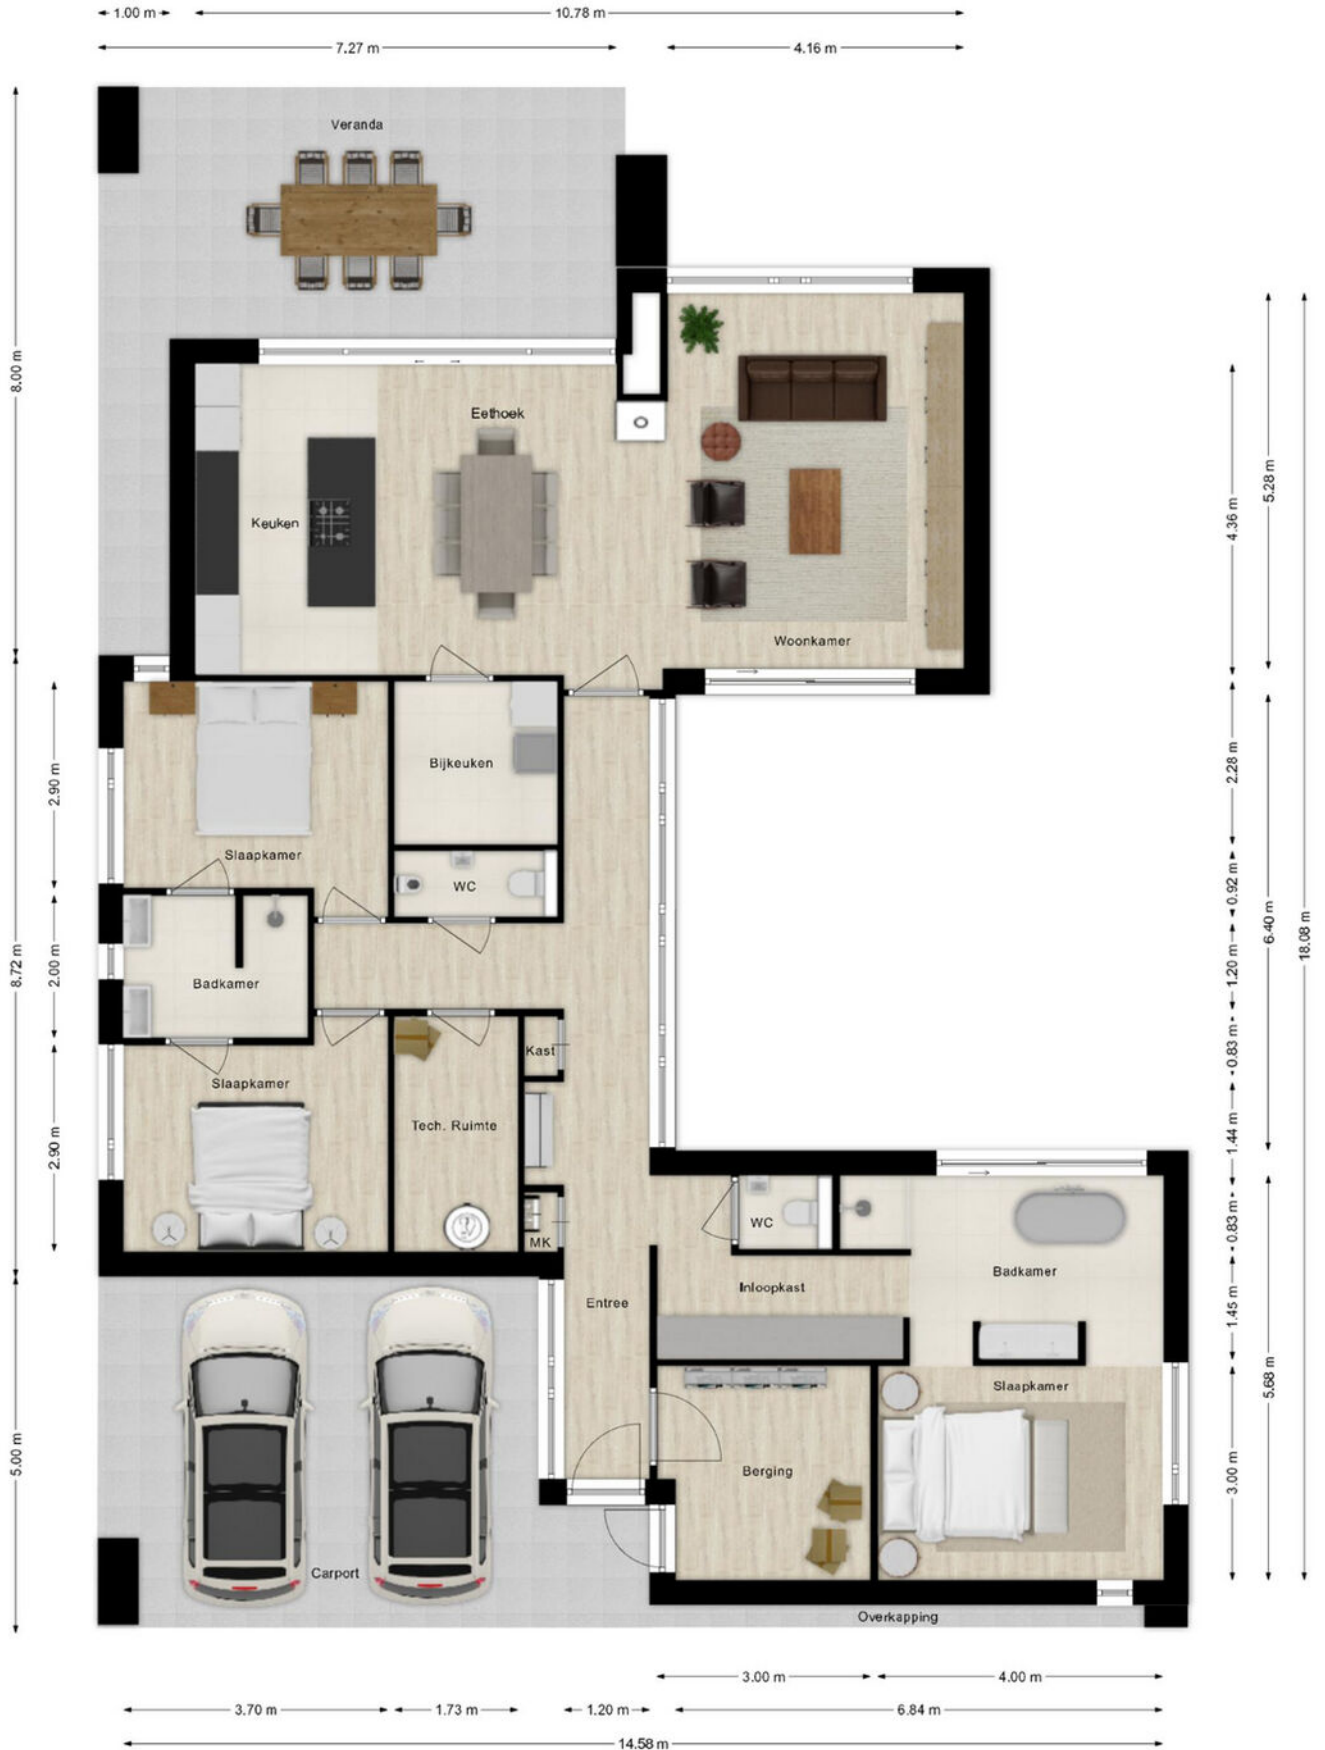 1.00 m
10.78 m
7.27 m
4.16 m
Veranda
8.00 m
Eethoek
Keuken
Woonkamer
4.36 m
5.28 m
18.08 m
Bijkeuken
2.90 m
2.28 m
Slaapkamer
WC
0.92 m
6.40 m
8.72 m
2.00 m
Badkamer
1.20 m
Kast
0.83 m
Slaapkamer
Tech. Ruimte
2.90 m
1.44 m
WC
MK
0.83 m
Badkamer
Inloopkast
Entree
1.45 m
Slaapkamer
5.68 m
5.00 m
Berging
3.00 m
Carport
Overkapping
3.00 m
4.00 m
3.70 m
1.73 m
1.20 m
6.84 m
14.58 m